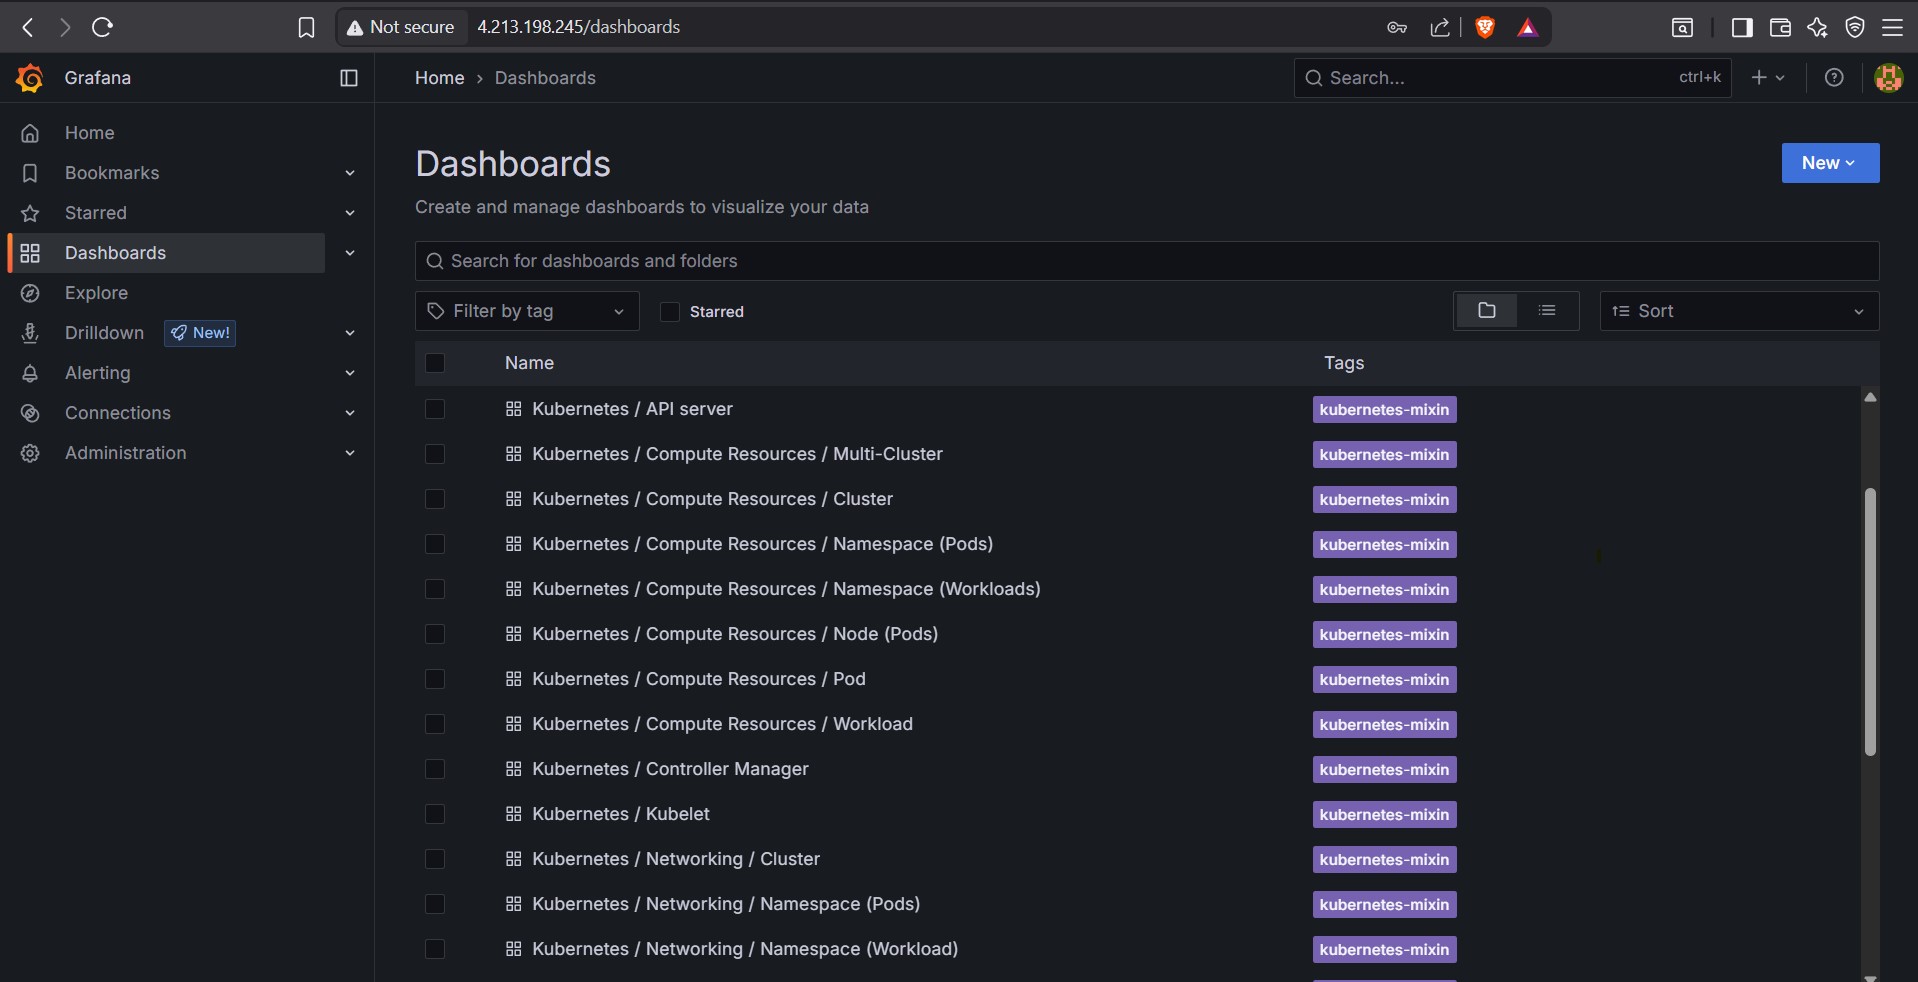 Not secure 4.213.198.245/dashboards
Grafana
Home › Dashboards
Search... ctrl+k
Home
Bookmarks
Starred
Dashboards
Explore
Drilldown New!
Alerting
Connections
Administration
Dashboards
New
Create and manage dashboards to visualize your data
Search for dashboards and folders
Filter by tag Starred Sort
Name Tags
Kubernetes / API server kubernetes-mixin
Kubernetes / Compute Resources / Multi-Cluster kubernetes-mixin
Kubernetes / Compute Resources / Cluster kubernetes-mixin
Kubernetes / Compute Resources / Namespace (Pods) kubernetes-mixin
Kubernetes / Compute Resources / Namespace (Workloads) kubernetes-mixin
Kubernetes / Compute Resources / Node (Pods) kubernetes-mixin
Kubernetes / Compute Resources / Pod kubernetes-mixin
Kubernetes / Compute Resources / Workload kubernetes-mixin
Kubernetes / Controller Manager kubernetes-mixin
Kubernetes / Kubelet kubernetes-mixin
Kubernetes / Networking / Cluster kubernetes-mixin
Kubernetes / Networking / Namespace (Pods) kubernetes-mixin
Kubernetes / Networking / Namespace (Workload) kubernetes-mixin